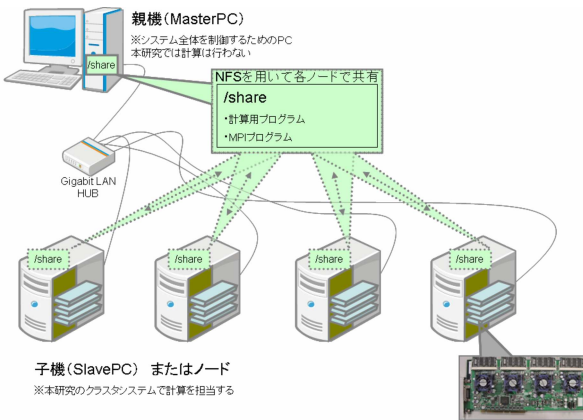 親機(MasterPC)
※システム全体を制御するためのPC
本研究では計算は行わない
/share
NFSを用いて各ノードで共有
/share
・計算用プログラム
・MPIプログラム
Gigabit LAN
HUB
/share
/share
/share
/share
子機(SlavePC) またはノード
※本研究のクラスタシステムで計算を担当する